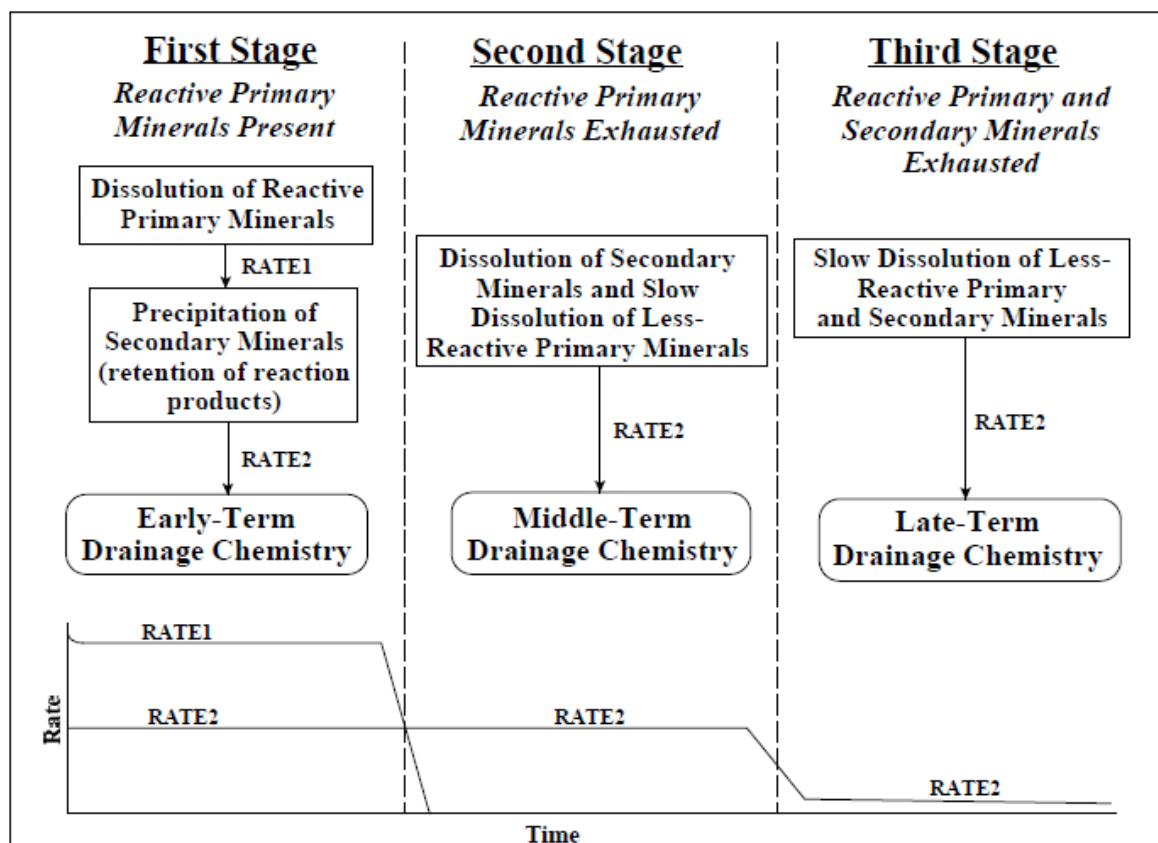 First Stage
Reactive Primary
Minerals Present
Dissolution of Reactive
Primary Minerals
RATE1
Precipitation of
Secondary Minerals
(retention of reaction
products)
RATE2
Early-Term
Drainage Chemistry
Second Stage
Reactive Primary
Minerals Exhausted
Dissolution of Secondary
Minerals and Slow
Dissolution of Less-
Reactive Primary Minerals
RATE2
Middle-Term
Drainage Chemistry
Third Stage
Reactive Primary and
Secondary Minerals
Exhausted
Slow Dissolution of Less-
Reactive Primary
and Secondary Minerals
RATE2
Late-Term
Drainage Chemistry
Rate
RATE1
RATE2
RATE2
RATE2
Time